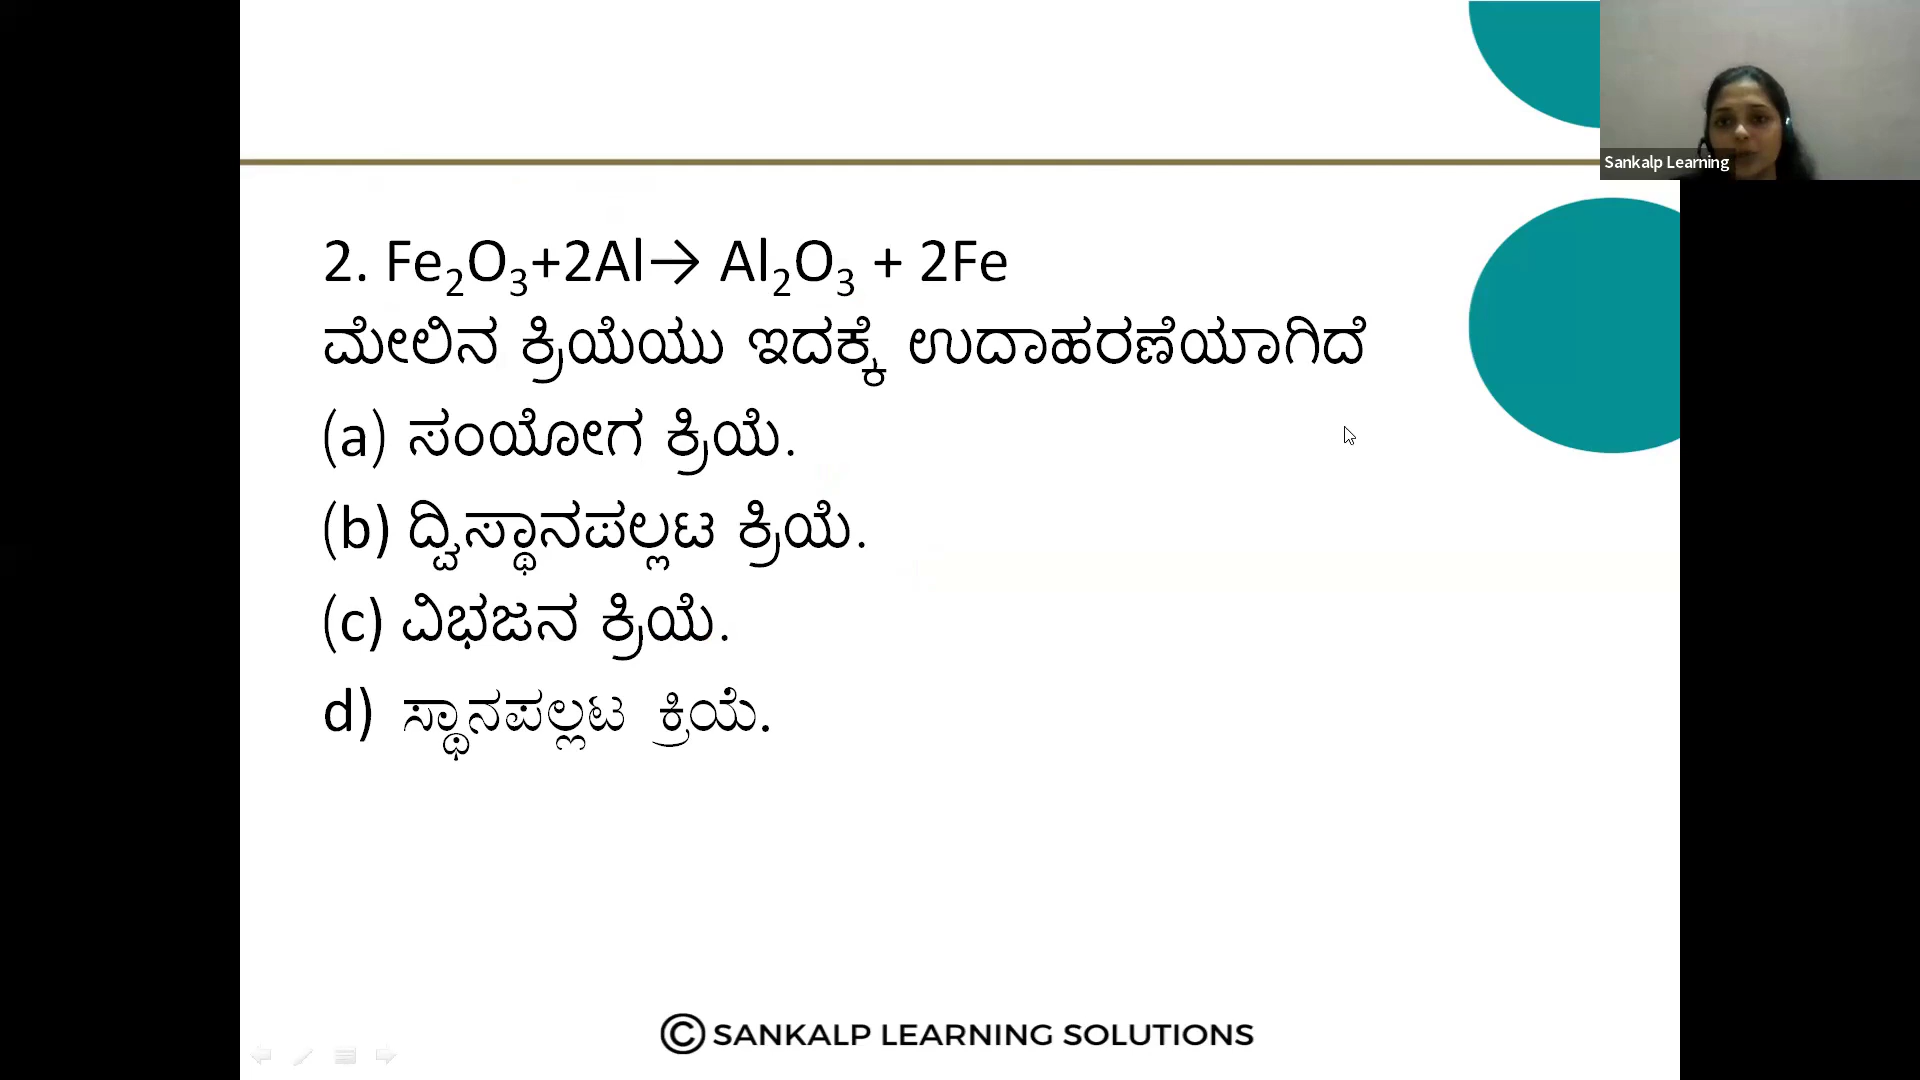 Sankalp Learning
2. Fe₂O₃+2Al→ Al₂O₃ + 2Fe
ಮೇಲಿನ ಕ್ರಿಯೆಯು ಇದಕ್ಕೆ ಉದಾಹರಣೆಯಾಗಿದೆ
(a) ಸಂಯೋಗ ಕ್ರಿಯೆ.
(b) ದ್ವಿಸ್ಥಾನಪಲ್ಲಟ ಕ್ರಿಯೆ.
(c) ವಿಭಜನ ಕ್ರಿಯೆ.
d) ಸ್ಥಾನಪಲ್ಲಟ ಕ್ರಿಯೆ.
© SANKALP LEARNING SOLUTIONS